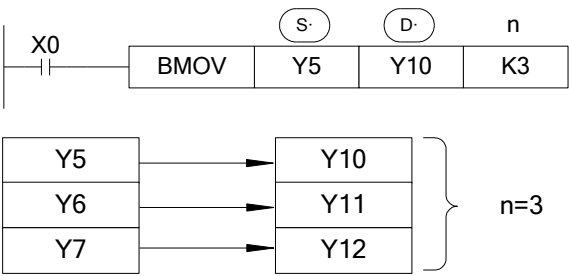 S· D· n
X0
BMOV Y5 Y10 K3
Y5 Y10
Y6 Y11 n=3
Y7 Y12